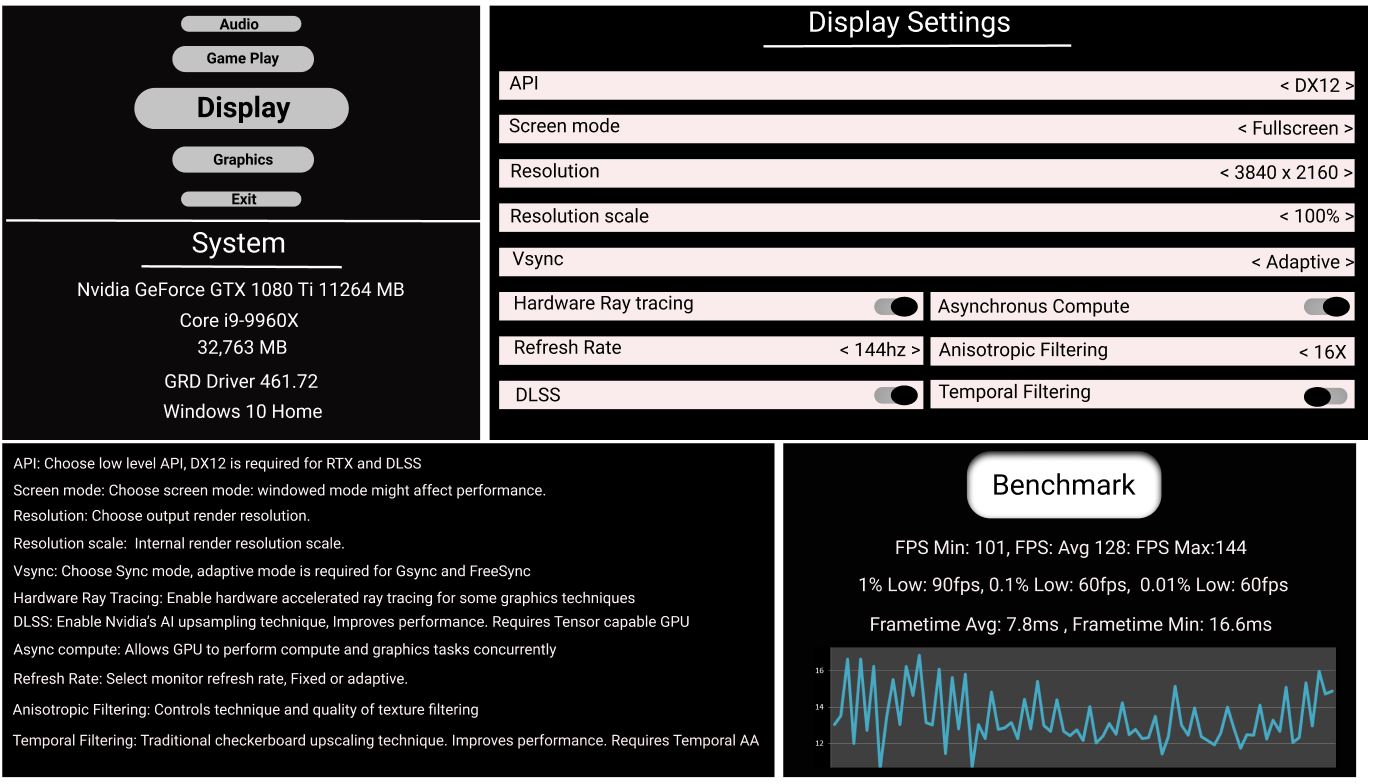 Audio
Game Play
Display
Graphics
Exit
System
Nvidia GeForce GTX 1080 Ti 11264 MB
Core i9-9960X
32,763 MB
GRD Driver 461.72
Windows 10 Home
Display Settings
API < DX12 >
Screen mode < Fullscreen >
Resolution < 3840 x 2160 >
Resolution scale < 100% >
Vsync < Adaptive >
Hardware Ray tracing Asynchronus Compute
Refresh Rate < 144hz > Anisotropic Filtering < 16X
DLSS Temporal Filtering
API: Choose low level API, DX12 is required for RTX and DLSS
Screen mode: Choose screen mode: windowed mode might affect performance.
Resolution: Choose output render resolution.
Resolution scale: Internal render resolution scale.
Vsync: Choose Sync mode, adaptive mode is required for Gsync and FreeSync
Hardware Ray Tracing: Enable hardware accelerated ray tracing for some graphics techniques
DLSS: Enable Nvidia’s AI upsampling technique, Improves performance. Requires Tensor capable GPU
Async compute: Allows GPU to perform compute and graphics tasks concurrently
Refresh Rate: Select monitor refresh rate, Fixed or adaptive.
Anisotropic Filtering: Controls technique and quality of texture filtering
Temporal Filtering: Traditional checkerboard upscaling technique. Improves performance. Requires Temporal AA
Benchmark
FPS Min: 101, FPS: Avg 128: FPS Max:144
1% Low: 90fps, 0.1% Low: 60fps, 0.01% Low: 60fps
Frametime Avg: 7.8ms , Frametime Min: 16.6ms
16
14
12